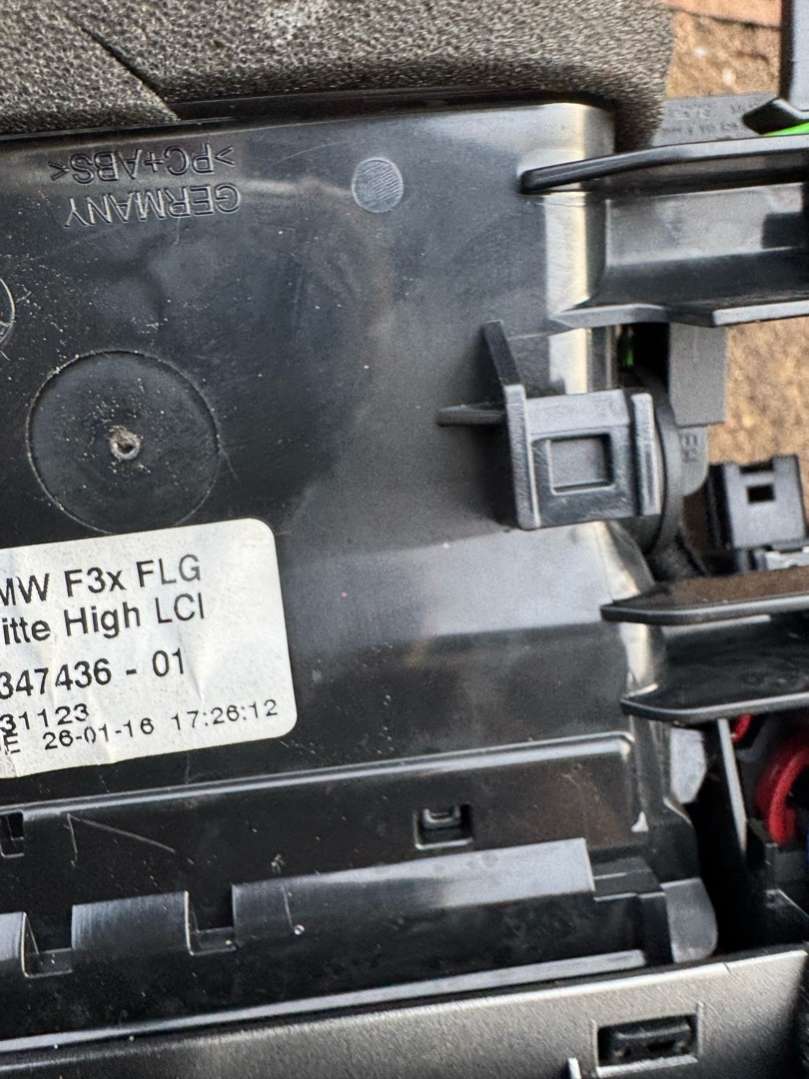 >PC+ABS<
GERMANY
MW F3x FLG
itte High LCI
347436 - 01
31123
E 26-01-16 17:26:12